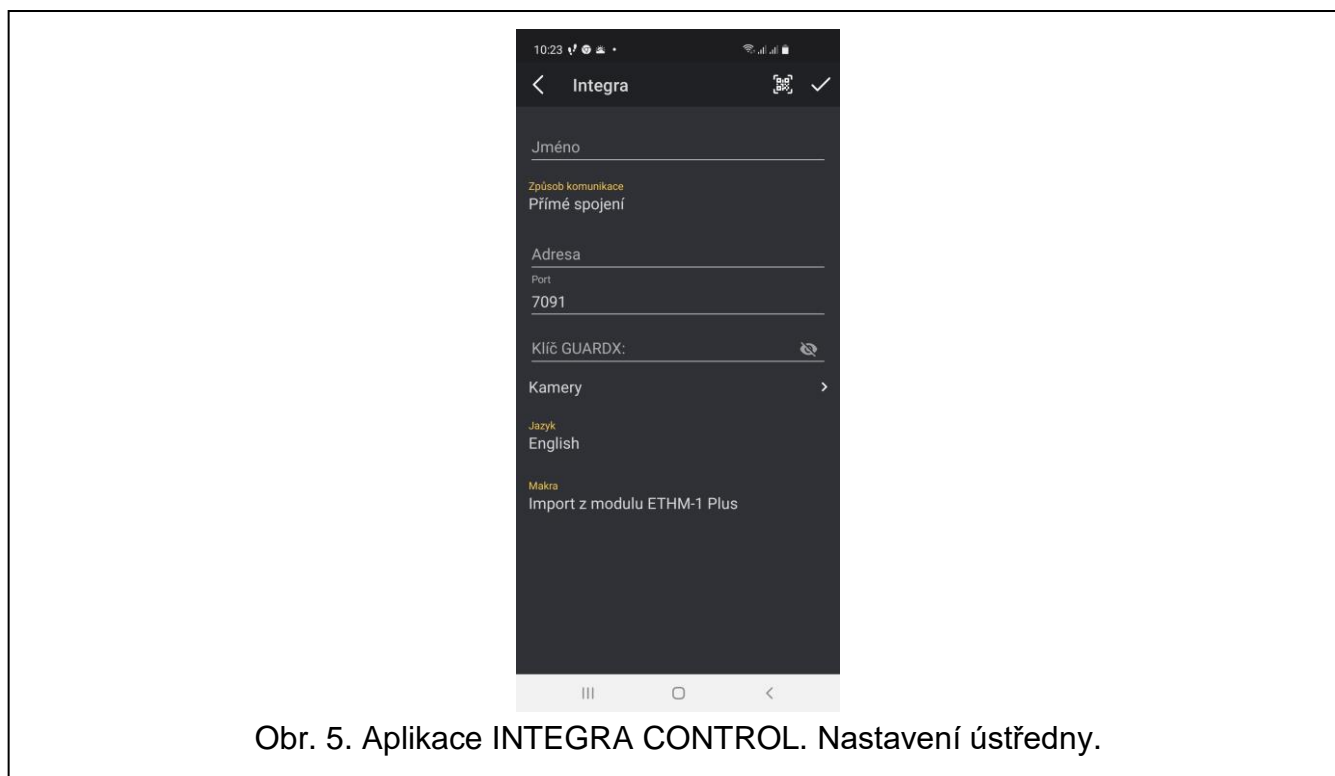 10:23
Integra
Jméno
Způsob komunikace
Přímé spojení
Adresa
Port
7091
Klíč GUARDX:
Kamery
Jazyk
English
Makra
Import z modulu ETHM-1 Plus
Obr. 5. Aplikace INTEGRA CONTROL. Nastavení ústředny.